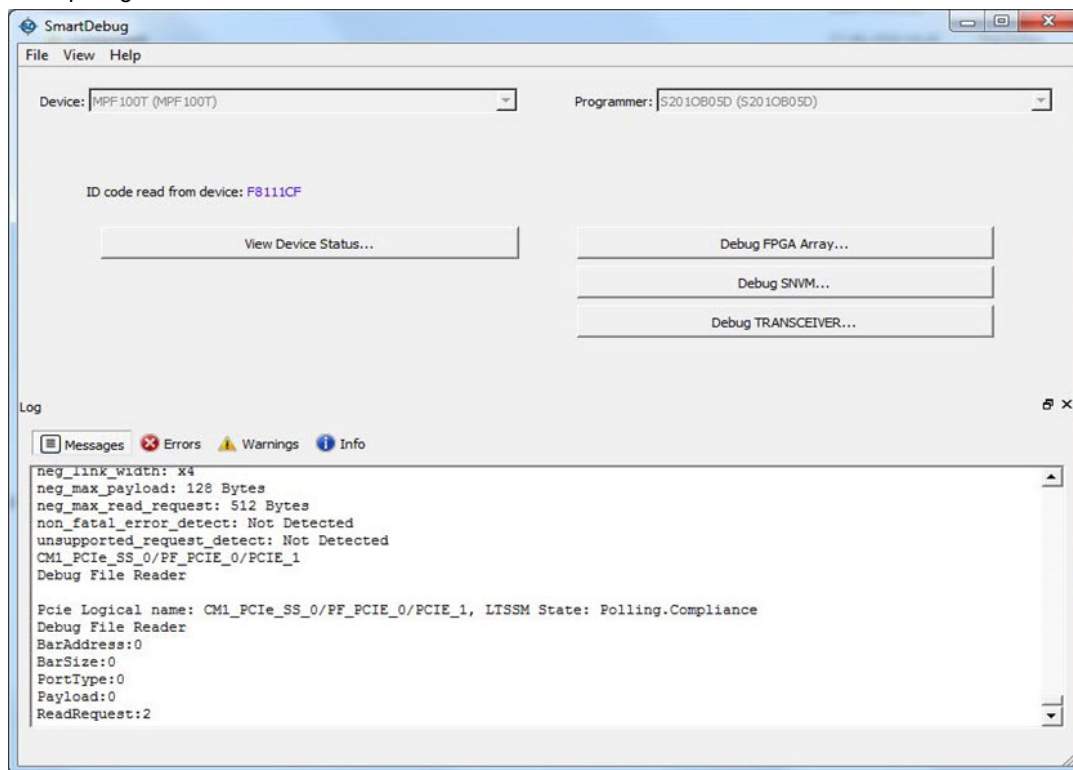 SmartDebug
File View Help
Device: MPF100T (MPF100T)
Programmer: S201OB05D (S201OB05D)
ID code read from device: F8111CF
View Device Status...
Debug FPGA Array...
Debug SNVM...
Debug TRANSCEIVER...
Log
Messages Errors Warnings Info
neg_link_width: x4
neg_max_payload: 128 Bytes
neg_max_read_request: 512 Bytes
non_fatal_error_detect: Not Detected
unsupported_request_detect: Not Detected
CM1_PCIe_SS_0/PF_PCIE_0/PCIE_1
Debug File Reader
Pcie Logical name: CM1_PCIe_SS_0/PF_PCIE_0/PCIE_1, LTSSM State: Polling.Compliance
Debug File Reader
BarAddress:0
BarSize:0
PortType:0
Payload:0
ReadRequest:2